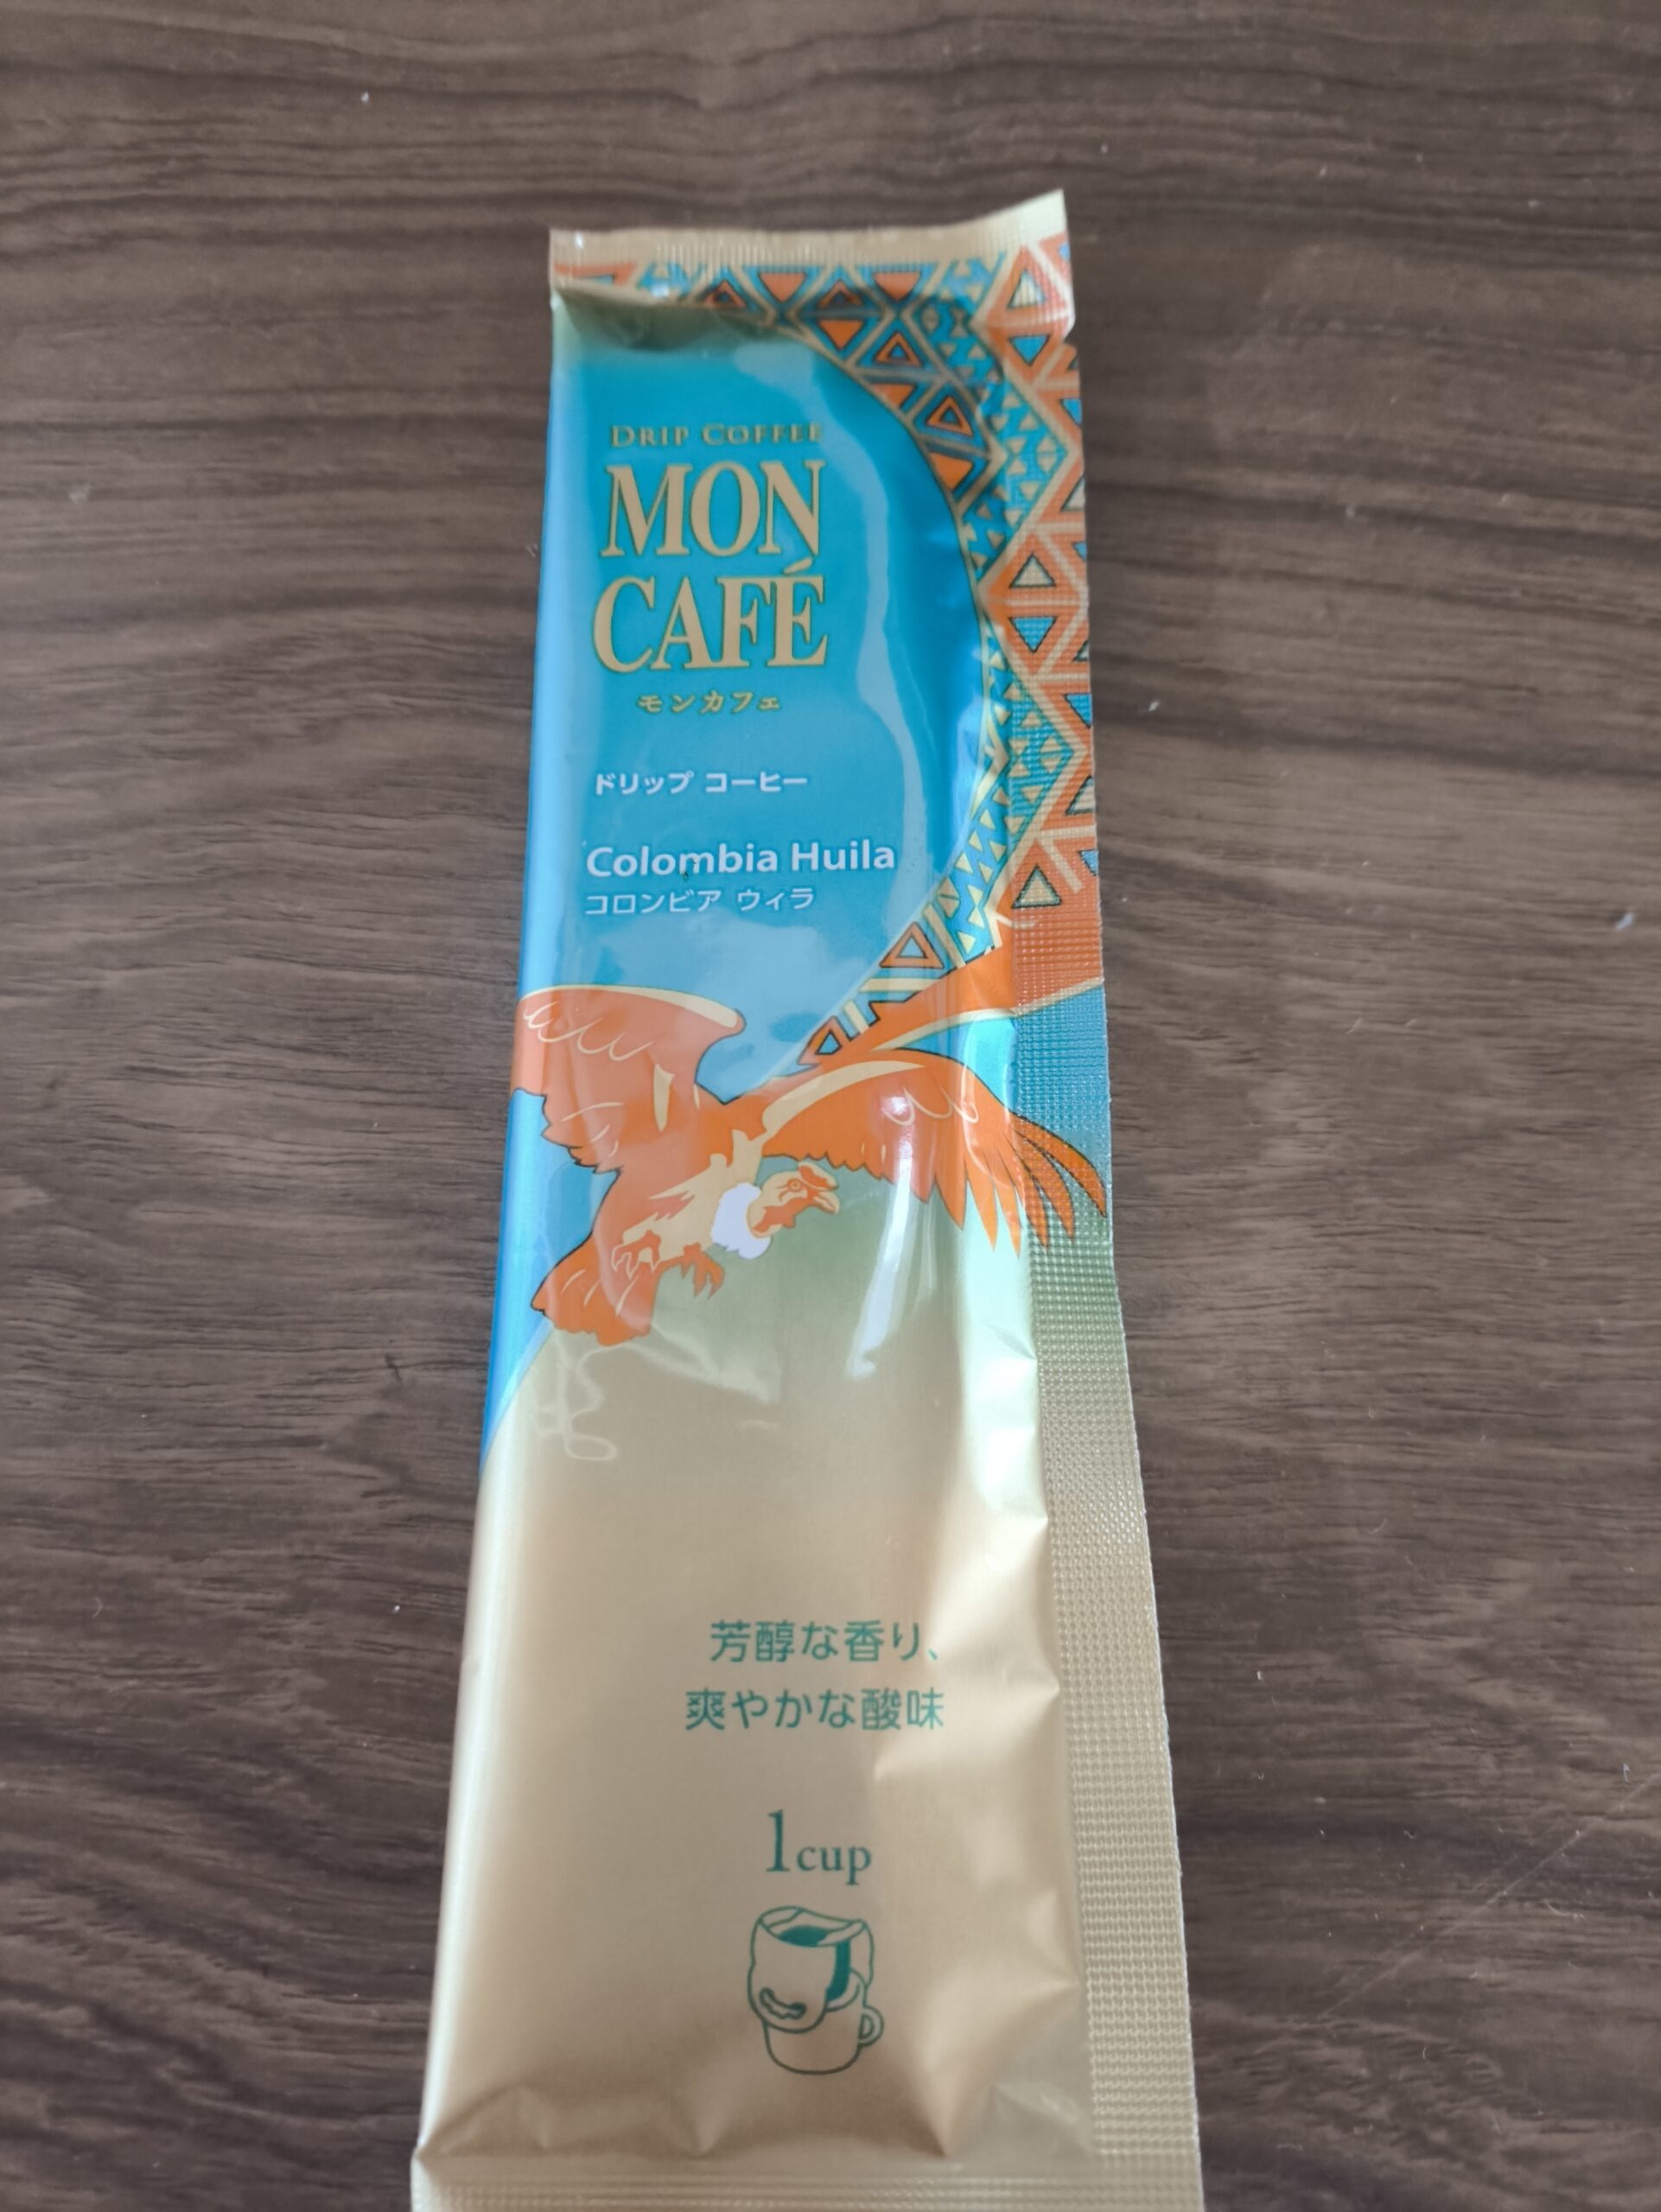 DRIP COFFEE
MON
CAFÉ
モンカフェ
ドリップ コーヒー
Colombia Huila
コロンビア ウィラ
芳醇な香り、
爽やかな酸味
1cup